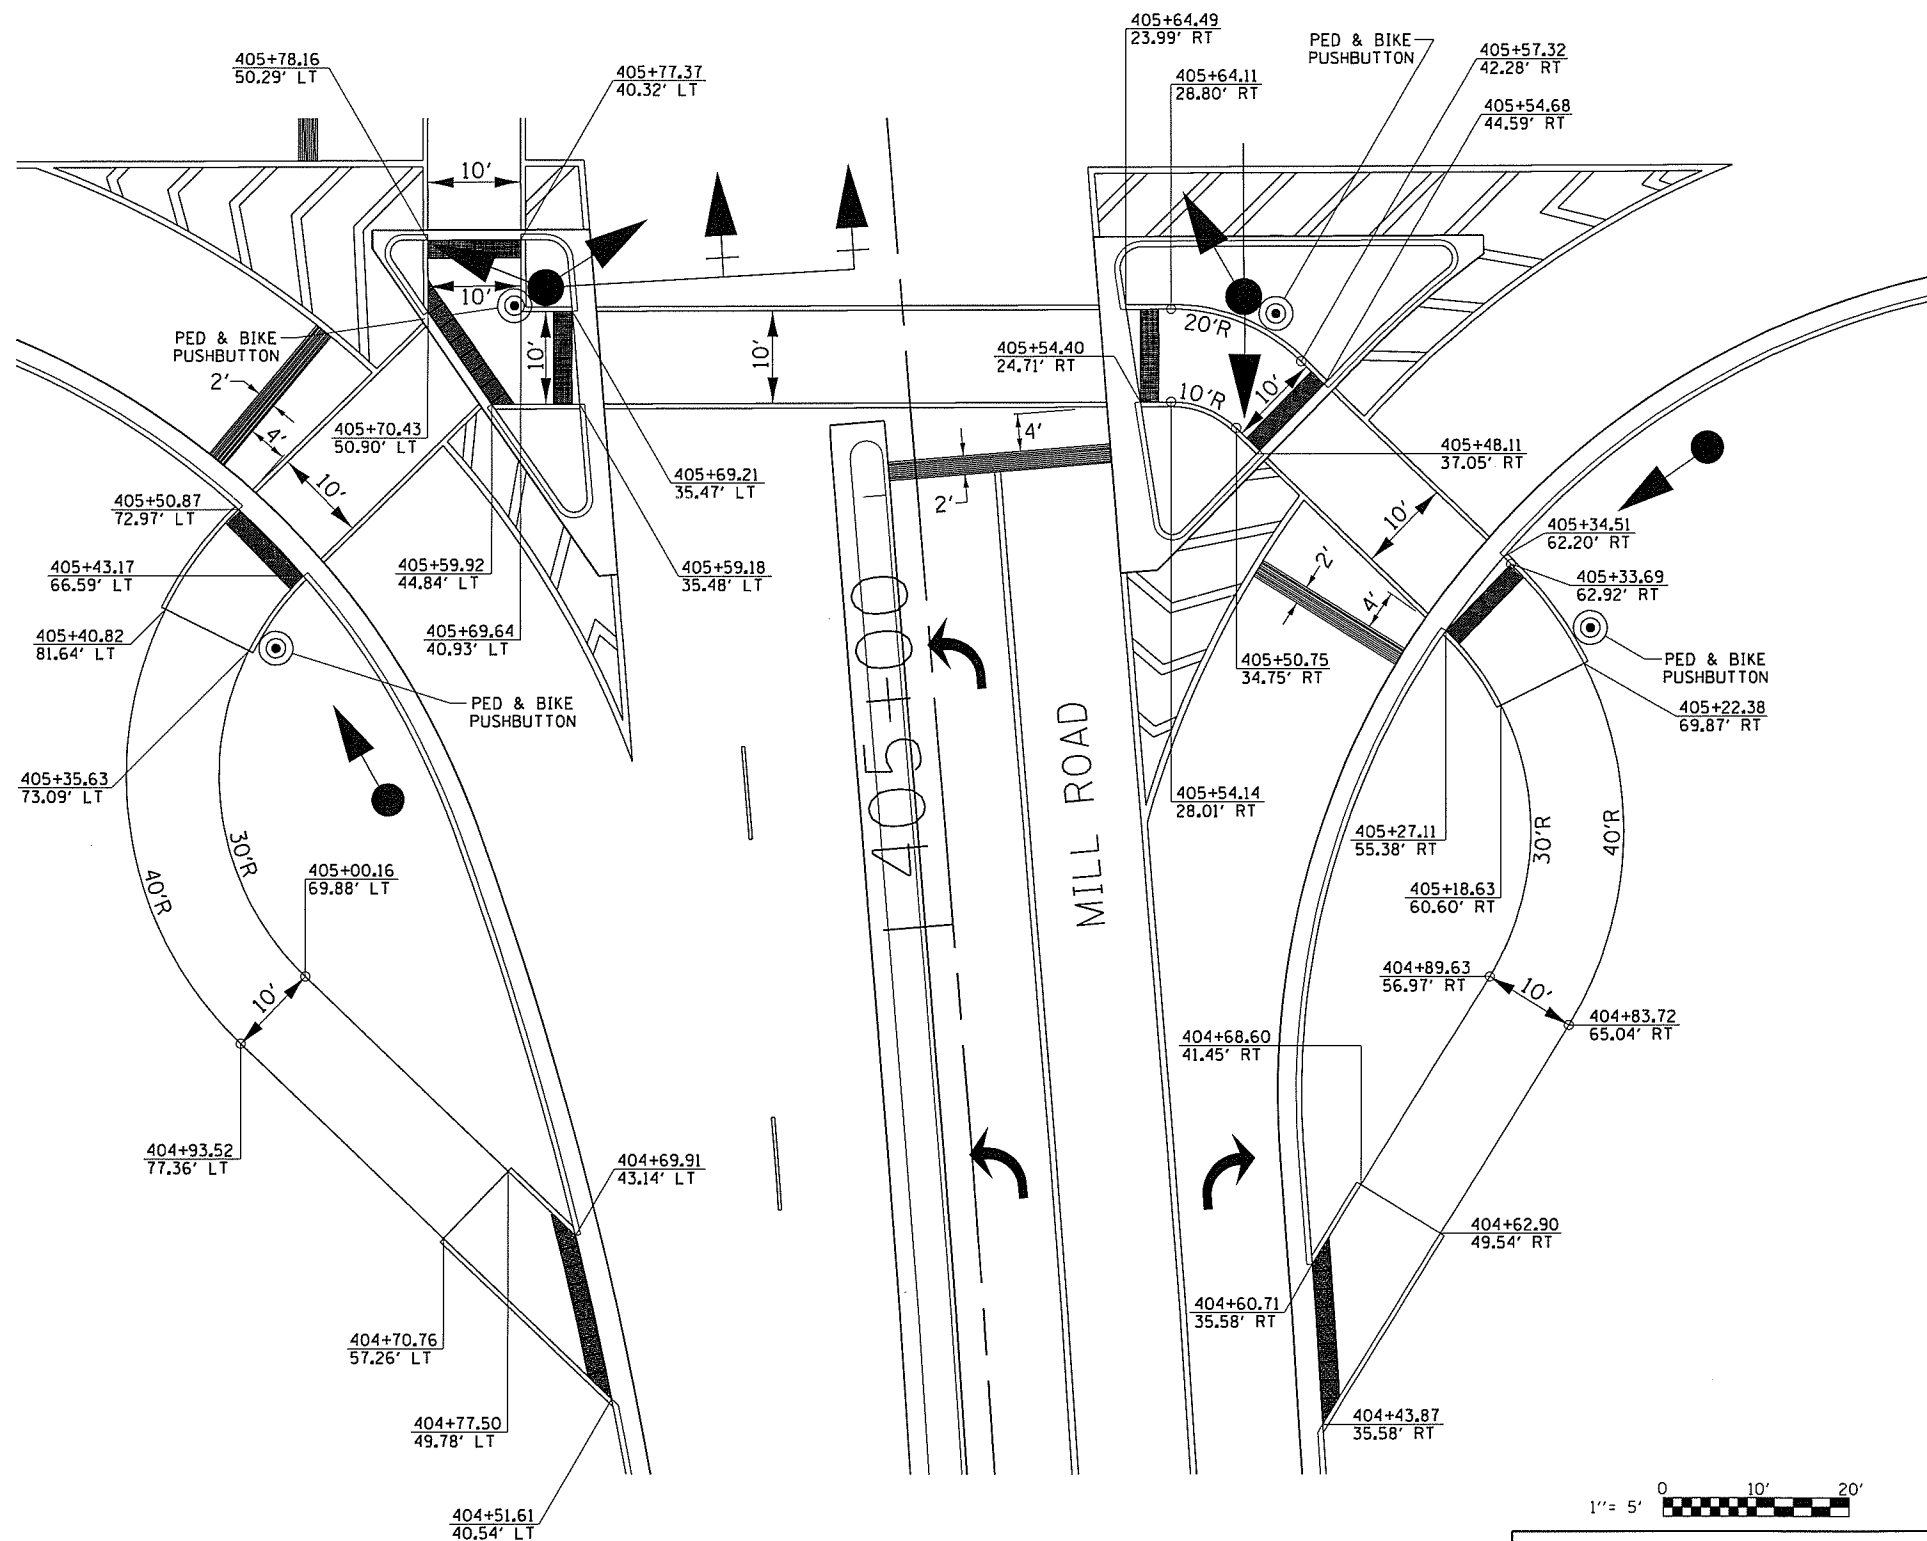 405+64.49
23.99' RT
PED & BIKE
PUSHBUTTON
405+57.32
42.28' RT
405+78.16
50.29' LT
405+77.37
40.32' LT
405+64.11
28.80' RT
405+54.68
44.59' RT
10'
10'
PED & BIKE
PUSHBUTTON
20'R
405+54.40
24.71' RT
10'
10'
2'
10'R
10'
4'
405+70.43
50.90' LT
4'
405+48.11
37.05' RT
405+69.21
35.47' LT
10'
2'
405+50.87
72.97' LT
10'
405+34.51
62.20' RT
405+43.17
66.59' LT
405+59.92
44.84' LT
405+59.18
35.48' LT
2'
405+33.69
62.92' RT
4'
405+40.82
81.64' LT
405+69.64
40.93' LT
405+50.75
34.75' RT
PED & BIKE
PUSHBUTTON
PED & BIKE
PUSHBUTTON
405+22.38
69.87' RT
405+00
MILL ROAD
405+35.63
73.09' LT
405+54.14
28.01' RT
405+27.11
55.38' RT
30'R
40'R
30'R
40'R
405+00.16
69.88' LT
405+18.63
60.60' RT
404+89.63
56.97' RT
10'
10'
404+83.72
65.04' RT
404+68.60
41.45' RT
404+93.52
77.36' LT
404+69.91
43.14' LT
404+62.90
49.54' RT
404+60.71
35.58' RT
404+70.76
57.26' LT
404+77.50
49.78' LT
404+43.87
35.58' RT
404+51.61
40.54' LT
0 10' 20'
1"= 5'